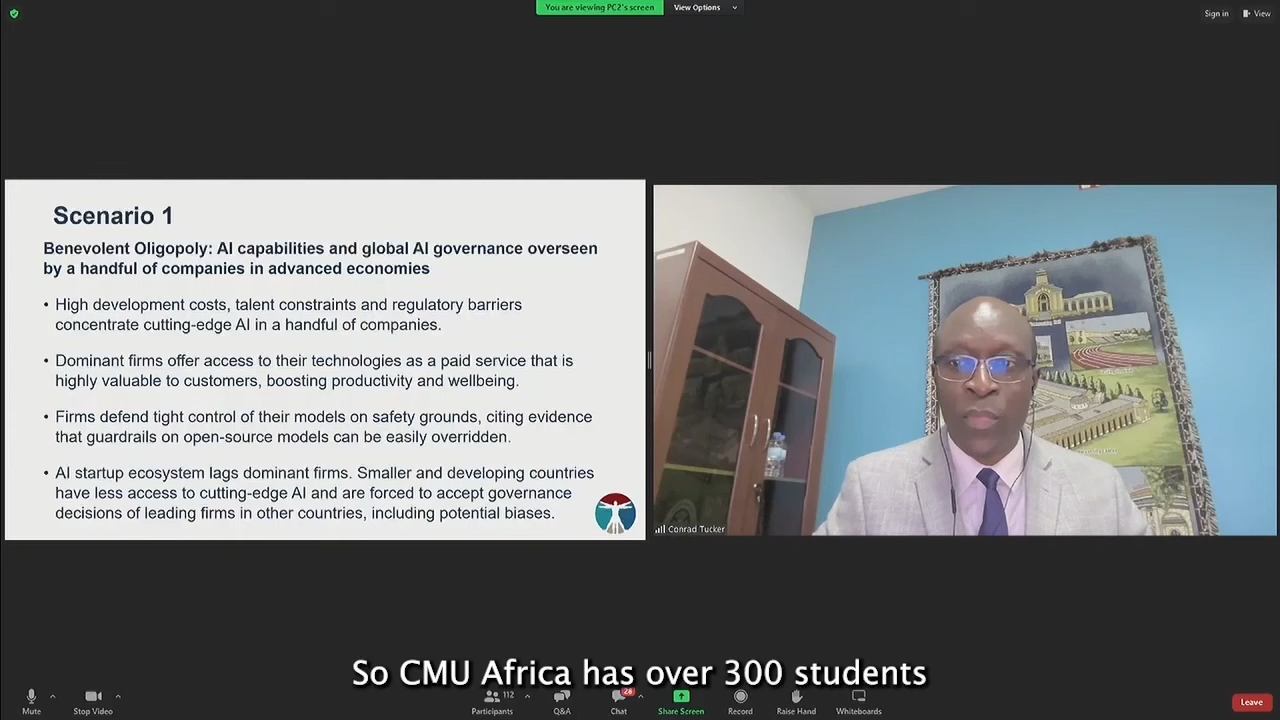 You are viewing PC2's screen
View Options
Sign in
View
Scenario 1
Benevolent Oligopoly: AI capabilities and global AI governance overseen
by a handful of companies in advanced economies
• High development costs, talent constraints and regulatory barriers
concentrate cutting-edge AI in a handful of companies.
• Dominant firms offer access to their technologies as a paid service that is
highly valuable to customers, boosting productivity and wellbeing.
• Firms defend tight control of their models on safety grounds, citing evidence
that guardrails on open-source models can be easily overridden.
• AI startup ecosystem lags dominant firms. Smaller and developing countries
have less access to cutting-edge AI and are forced to accept governance
decisions of leading firms in other countries, including potential biases.
Conrad Tucker
So CMU Africa has over 300 students
Mute
Stop Video
Participants
112
Q&A
Chat
28
Share Screen
Record
Raise Hand
Whiteboards
Leave